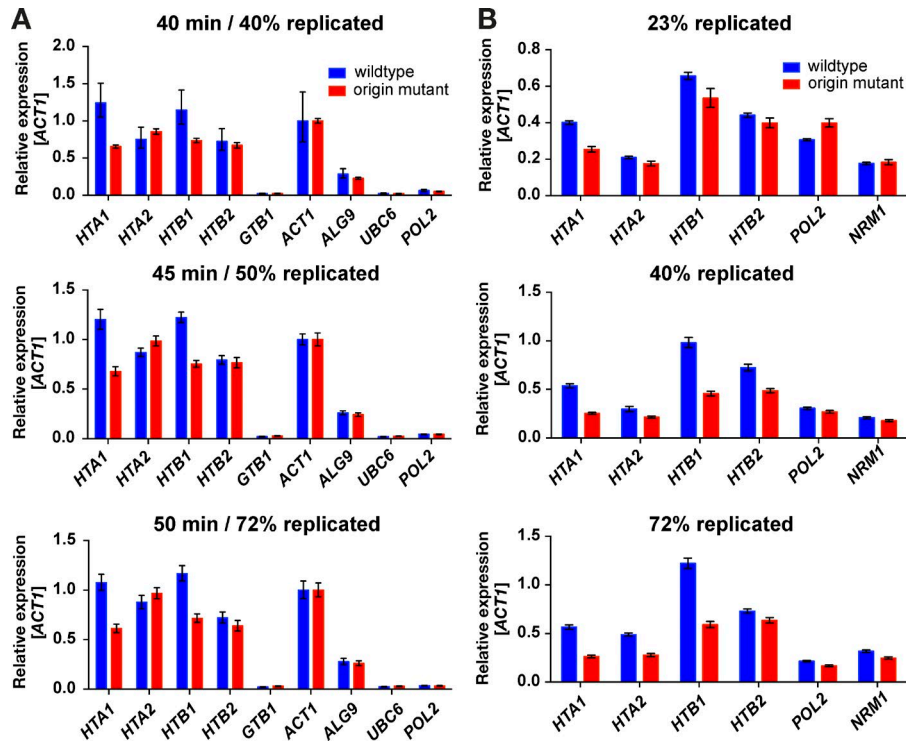 A
40 min / 40% replicated
Relative expression
[ACT1]
2.0
1.5
1.0
0.5
0.0
wildtype
origin mutant
HTA1
HTA2
HTB1
HTB2
GTB1
ACT1
ALG9
UBC6
POL2
45 min / 50% replicated
Relative expression
[ACT1]
1.5
1.0
0.5
0.0
HTA1
HTA2
HTB1
HTB2
GTB1
ACT1
ALG9
UBC6
POL2
50 min / 72% replicated
Relative expression
[ACT1]
1.5
1.0
0.5
0.0
HTA1
HTA2
HTB1
HTB2
GTB1
ACT1
ALG9
UBC6
POL2
B
23% replicated
Relative expression
[ACT1]
0.8
0.6
0.4
0.2
0.0
wildtype
origin mutant
HTA1
HTA2
HTB1
HTB2
POL2
NRM1
40% replicated
Relative expression
[ACT1]
1.5
1.0
0.5
0.0
HTA1
HTA2
HTB1
HTB2
POL2
NRM1
72% replicated
Relative expression
[ACT1]
1.5
1.0
0.5
0.0
HTA1
HTA2
HTB1
HTB2
POL2
NRM1